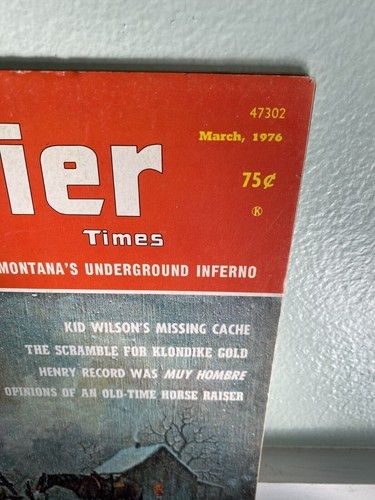 47302
March, 1976
ier
75¢
K
Times
MONTANA'S UNDERGROUND INFERNO
KID WILSON'S MISSING CACHE
THE SCRAMBLE FOR KLONDIKE GOLD
HENRY RECORD WAS MUY HOMBRE
OPINIONS OF AN OLD-TIME HORSE RAISER